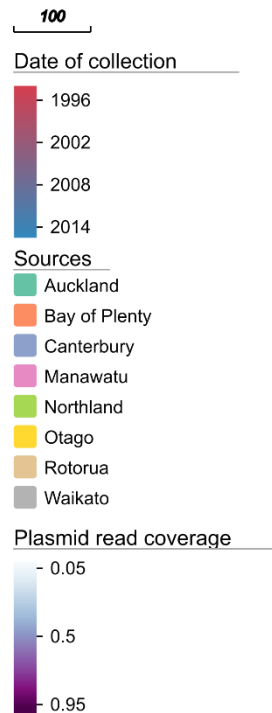 100
Date of collection
1996
2002
2008
2014
Sources
Auckland
Bay of Plenty
Canterbury
Manawatu
Northland
Otago
Rotorua
Waikato
Plasmid read coverage
0.05
0.5
0.95